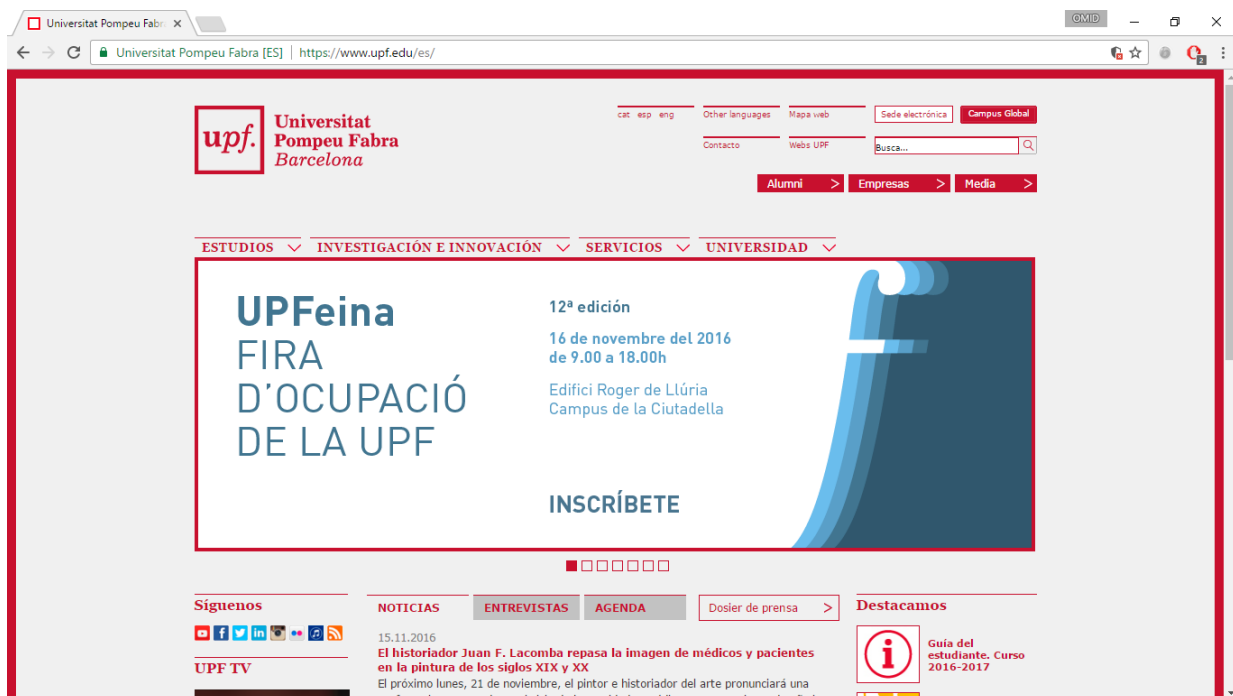 Universitat Pompeu Fabr
OMID
Universitat Pompeu Fabra [ES] | https://www.upf.edu/es/
2
upf.
Universitat
Pompeu Fabra
Barcelona
cat esp eng
Other languages
Mapa web
Sede electrónica
Campus Global
Contacto
Webs UPF
Busca...
Alumni >
Empresas >
Media >
ESTUDIOS
INVESTIGACIÓN E INNOVACIÓN
SERVICIOS
UNIVERSIDAD
UPFeina
FIRA
D'OCUPACIÓ
DE LA UPF
12ª edición
16 de novembre del 2016
de 9.00 a 18.00h
Edifici Roger de Llúria
Campus de la Ciutadella
INSCRÍBETE
Síguenos
UPF TV
NOTICIAS
ENTREVISTAS
AGENDA
Dosier de prensa >
15.11.2016
El historiador Juan F. Lacomba repasa la imagen de médicos y pacientes
en la pintura de los siglos XIX y XX
El próximo lunes, 21 de noviembre, el pintor e historiador del arte pronunciará una
Destacamos
Guía del
estudiante. Curso
2016-2017